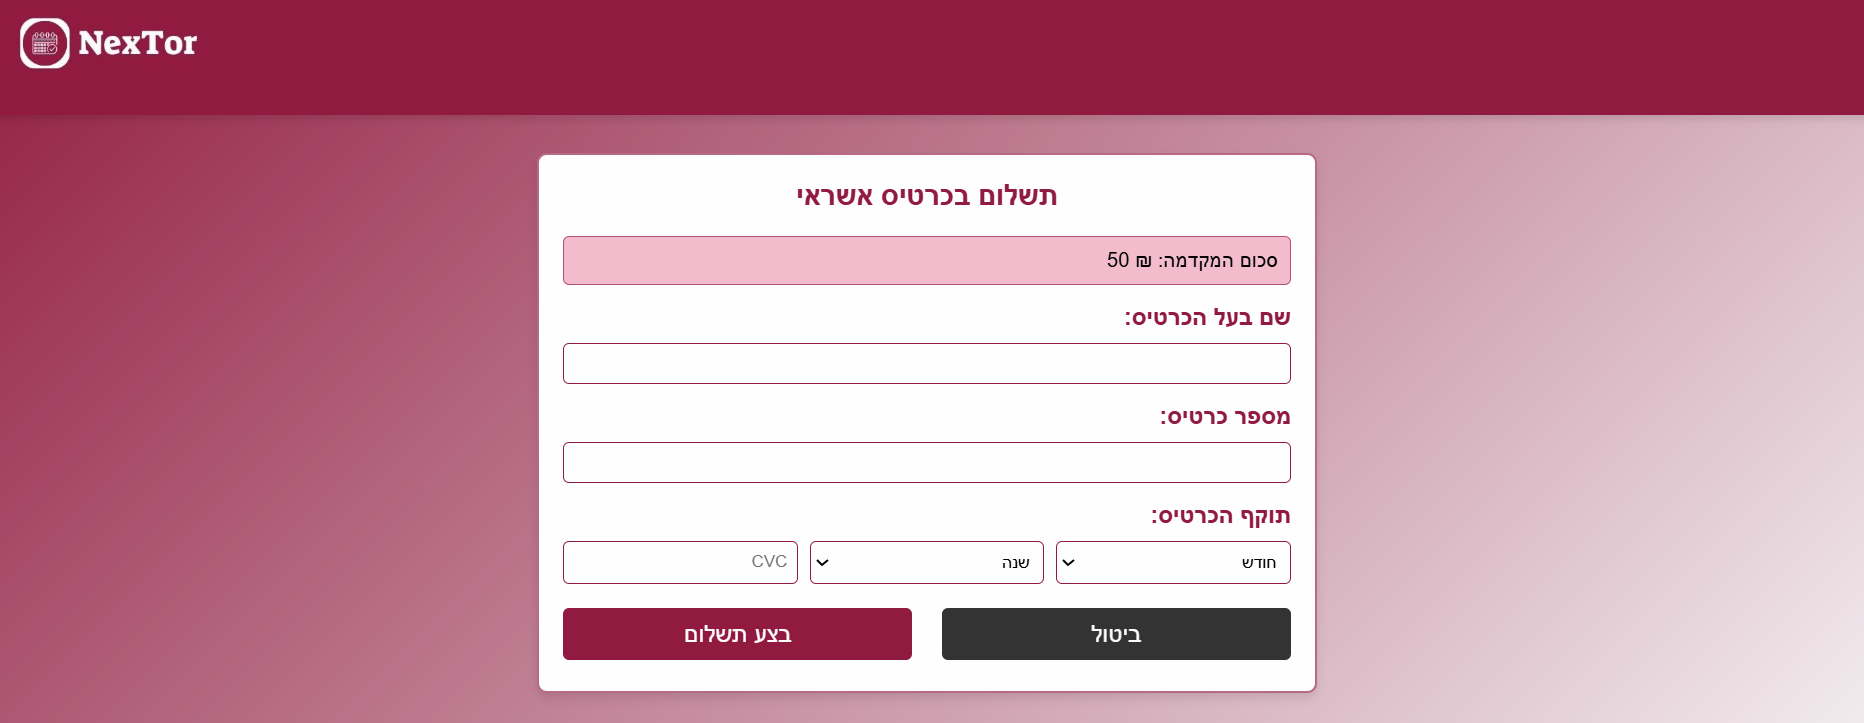 NexTor
תשלום בכרטיס אשראי
סכום המקדמה: ₪ 50
שם בעל הכרטיס:
מספר כרטיס:
תוקף הכרטיס:
חודש שנה CVC
ביטול בצע תשלום